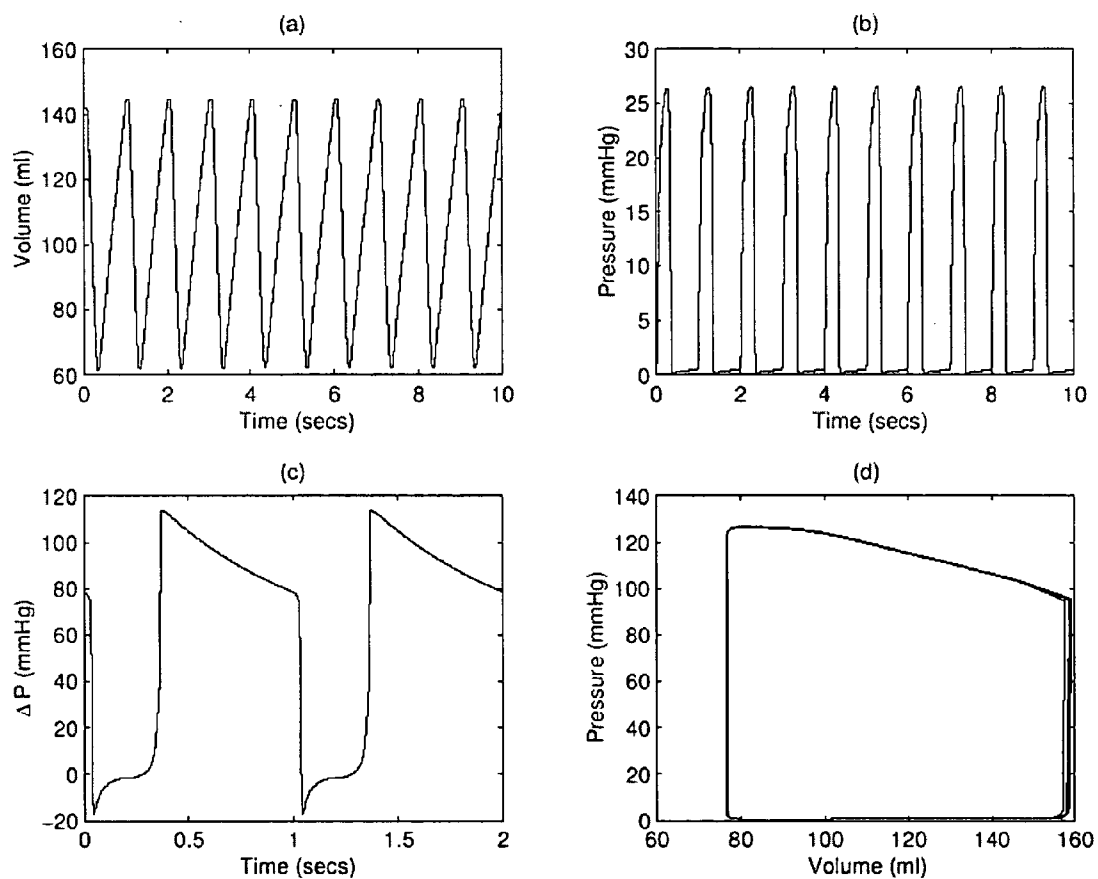 (a)
160
140
120
100
80
60
Volume (ml)
0 2 4 6 8 10
Time (secs)
(b)
30
25
20
15
10
5
0
Pressure (mmHg)
0 2 4 6 8 10
Time (secs)
(c)
120
100
80
60
40
20
0
-20
Δ P (mmHg)
0 0.5 1 1.5 2
Time (secs)
(d)
140
120
100
80
60
40
20
0
Pressure (mmHg)
60 80 100 120 140 160
Volume (ml)